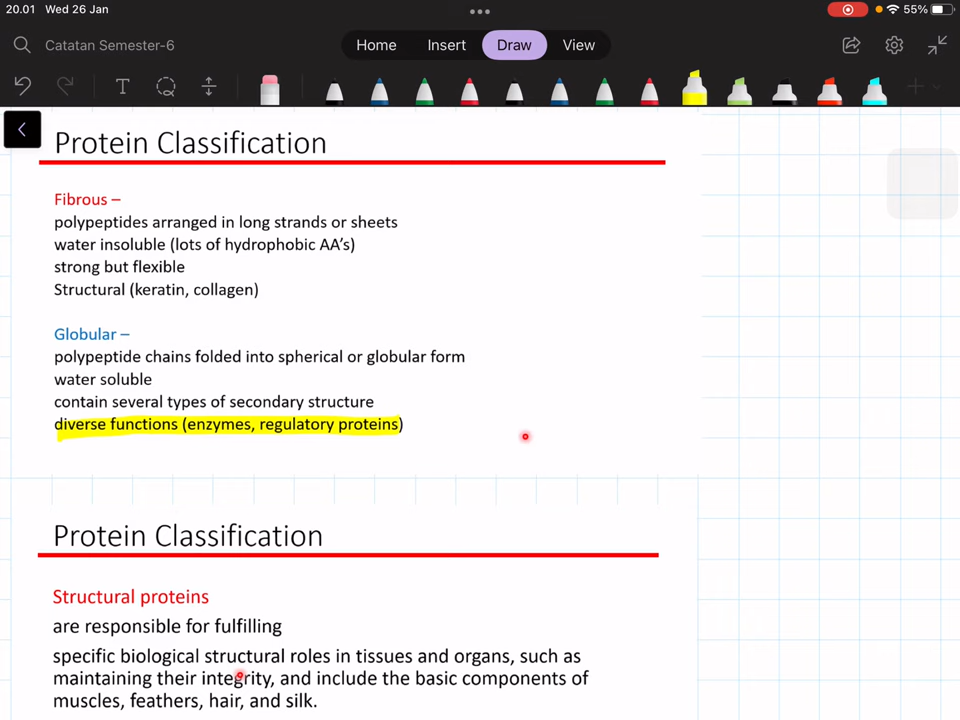 20.01 Wed 26 Jan
55%
Catatan Semester-6
Home Insert Draw View
T
Protein Classification
Fibrous –
polypeptides arranged in long strands or sheets
water insoluble (lots of hydrophobic AA's)
strong but flexible
Structural (keratin, collagen)
Globular –
polypeptide chains folded into spherical or globular form
water soluble
contain several types of secondary structure
diverse functions (enzymes, regulatory proteins)
Protein Classification
Structural proteins
are responsible for fulfilling
specific biological structural roles in tissues and organs, such as
maintaining their integrity, and include the basic components of
muscles, feathers, hair, and silk.